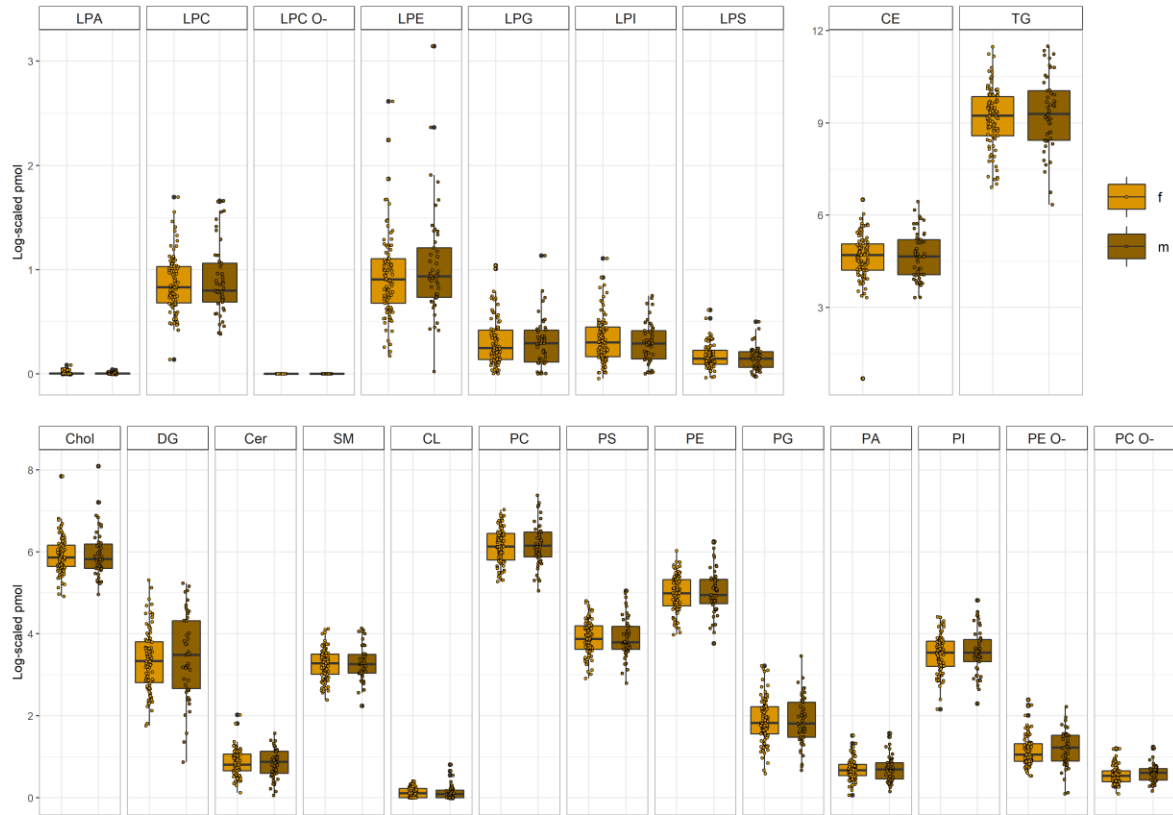 LPA LPC LPC O- LPE LPG LPI LPS CE TG
12
3
9
2
Log-scaled pmol
f
6
m
1
3
0
Chol DG Cer SM CL PC PS PE PG PA PI PE O- PC O-
8
6
Log-scaled pmol
4
2
0